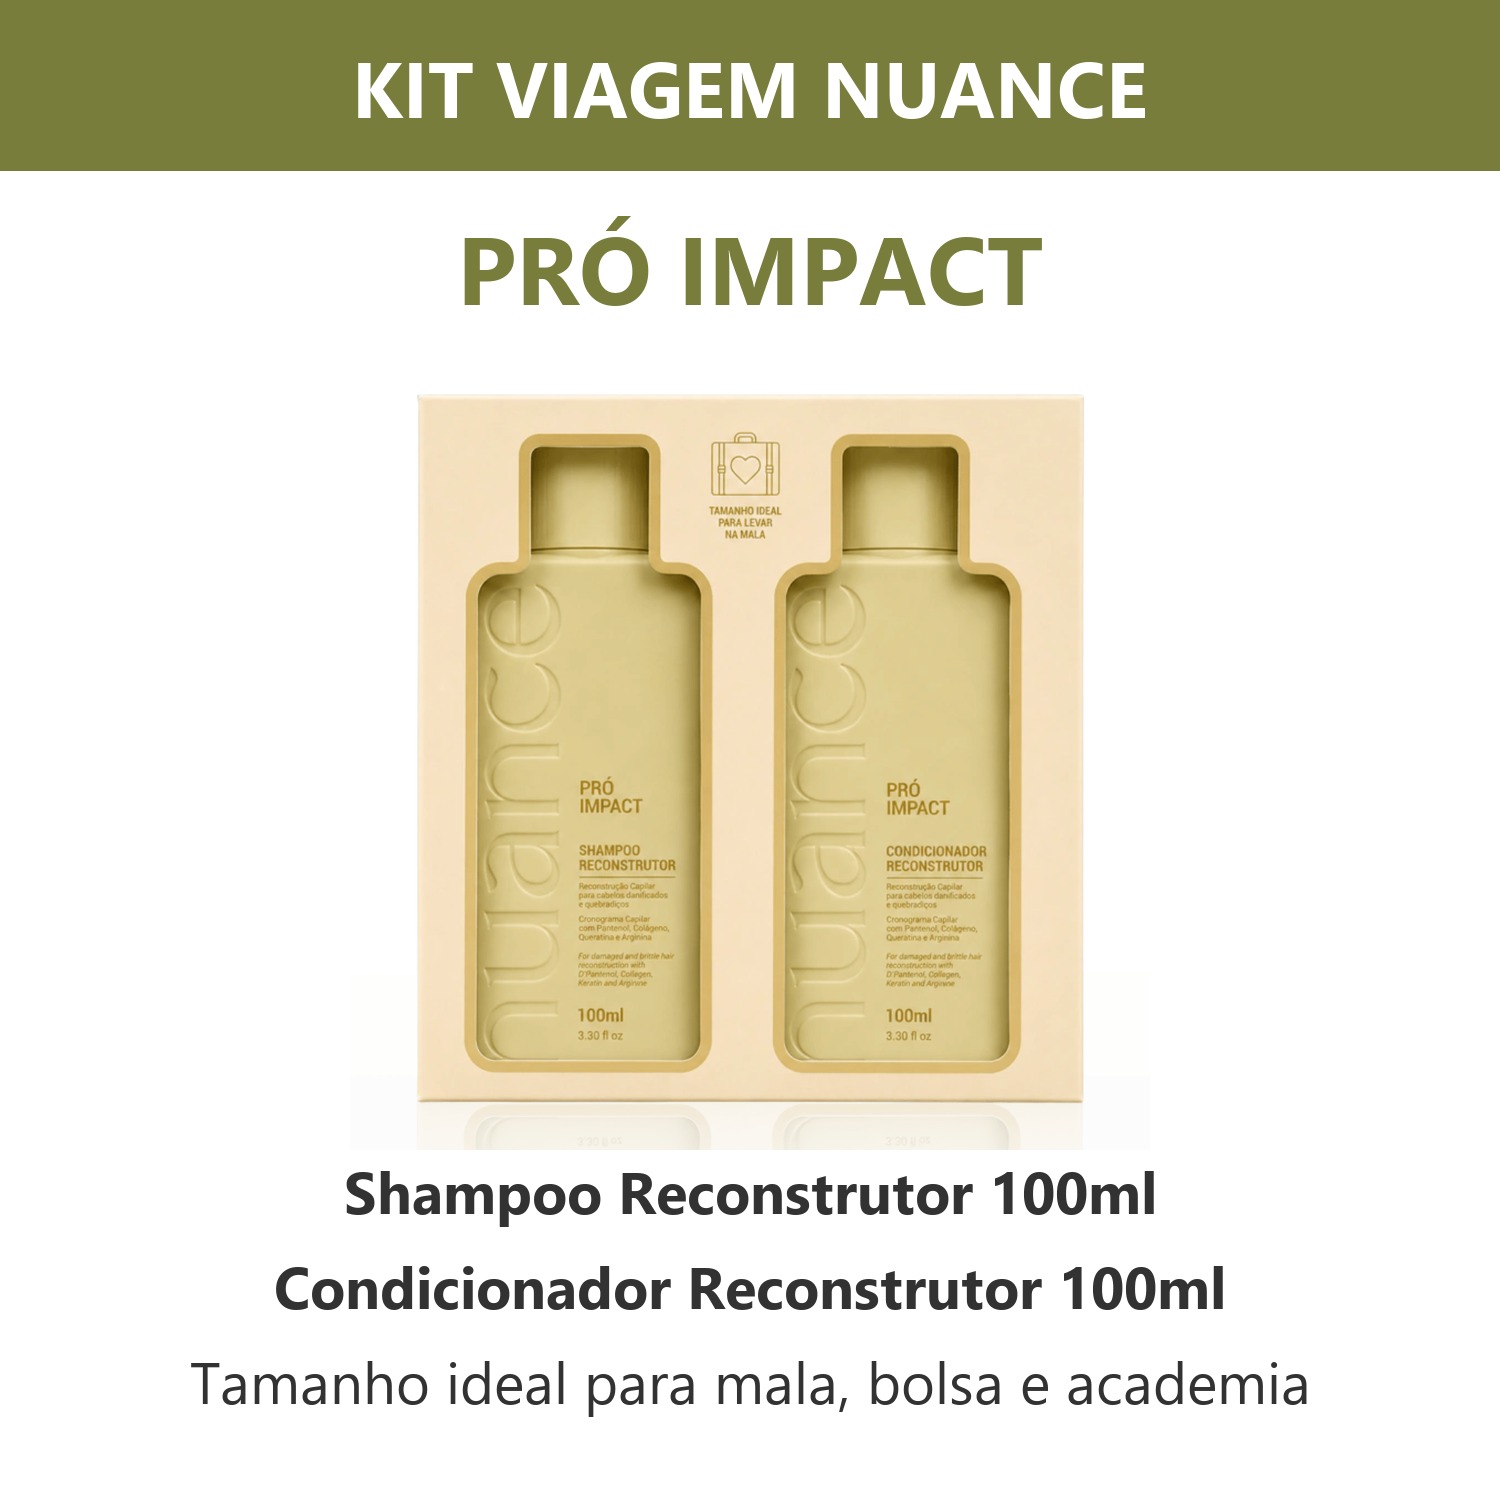 KIT VIAGEM NUANCE
PRÓ IMPACT
TAMANHO IDEAL
PARA LEVAR
NA MALA
nuance
PRÓ
IMPACT
SHAMPOO
RECONSTRUTOR
Reconstrução Capilar
para cabelos danificados
e quebradiços
Cronograma Capilar
com Pantenol, Colágeno,
Queratina e Arginina
For damaged and brittle hair
reconstruction with
D'Pantenol, Collagen,
Keratin and Arginine
100ml
3.30 fl oz
nuance
PRÓ
IMPACT
CONDICIONADOR
RECONSTRUTOR
Reconstrução Capilar
para cabelos danificados
e quebradiços
Cronograma Capilar
com Pantenol, Colágeno,
Queratina e Arginina
For damaged and brittle hair
reconstruction with
D'Pantenol, Collagen,
Keratin and Arginine
100ml
3.30 fl oz
Shampoo Reconstrutor 100ml
Condicionador Reconstrutor 100ml
Tamanho ideal para mala, bolsa e academia